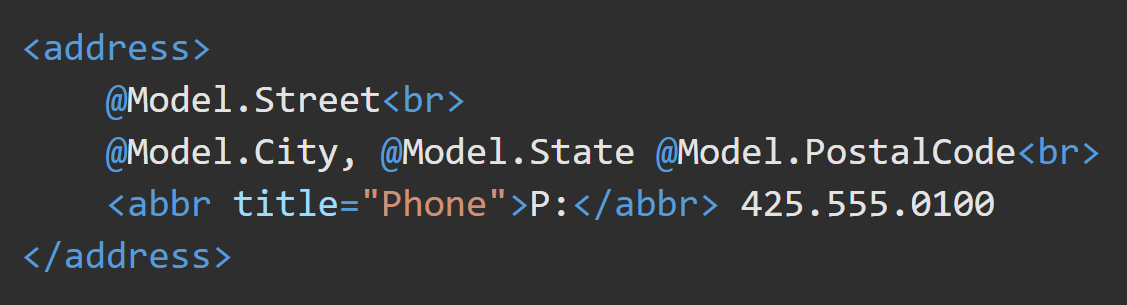 <address>
    @Model.Street<br>
    @Model.City, @Model.State @Model.PostalCode<br>
    <abbr title="Phone">P:</abbr> 425.555.0100
</address>